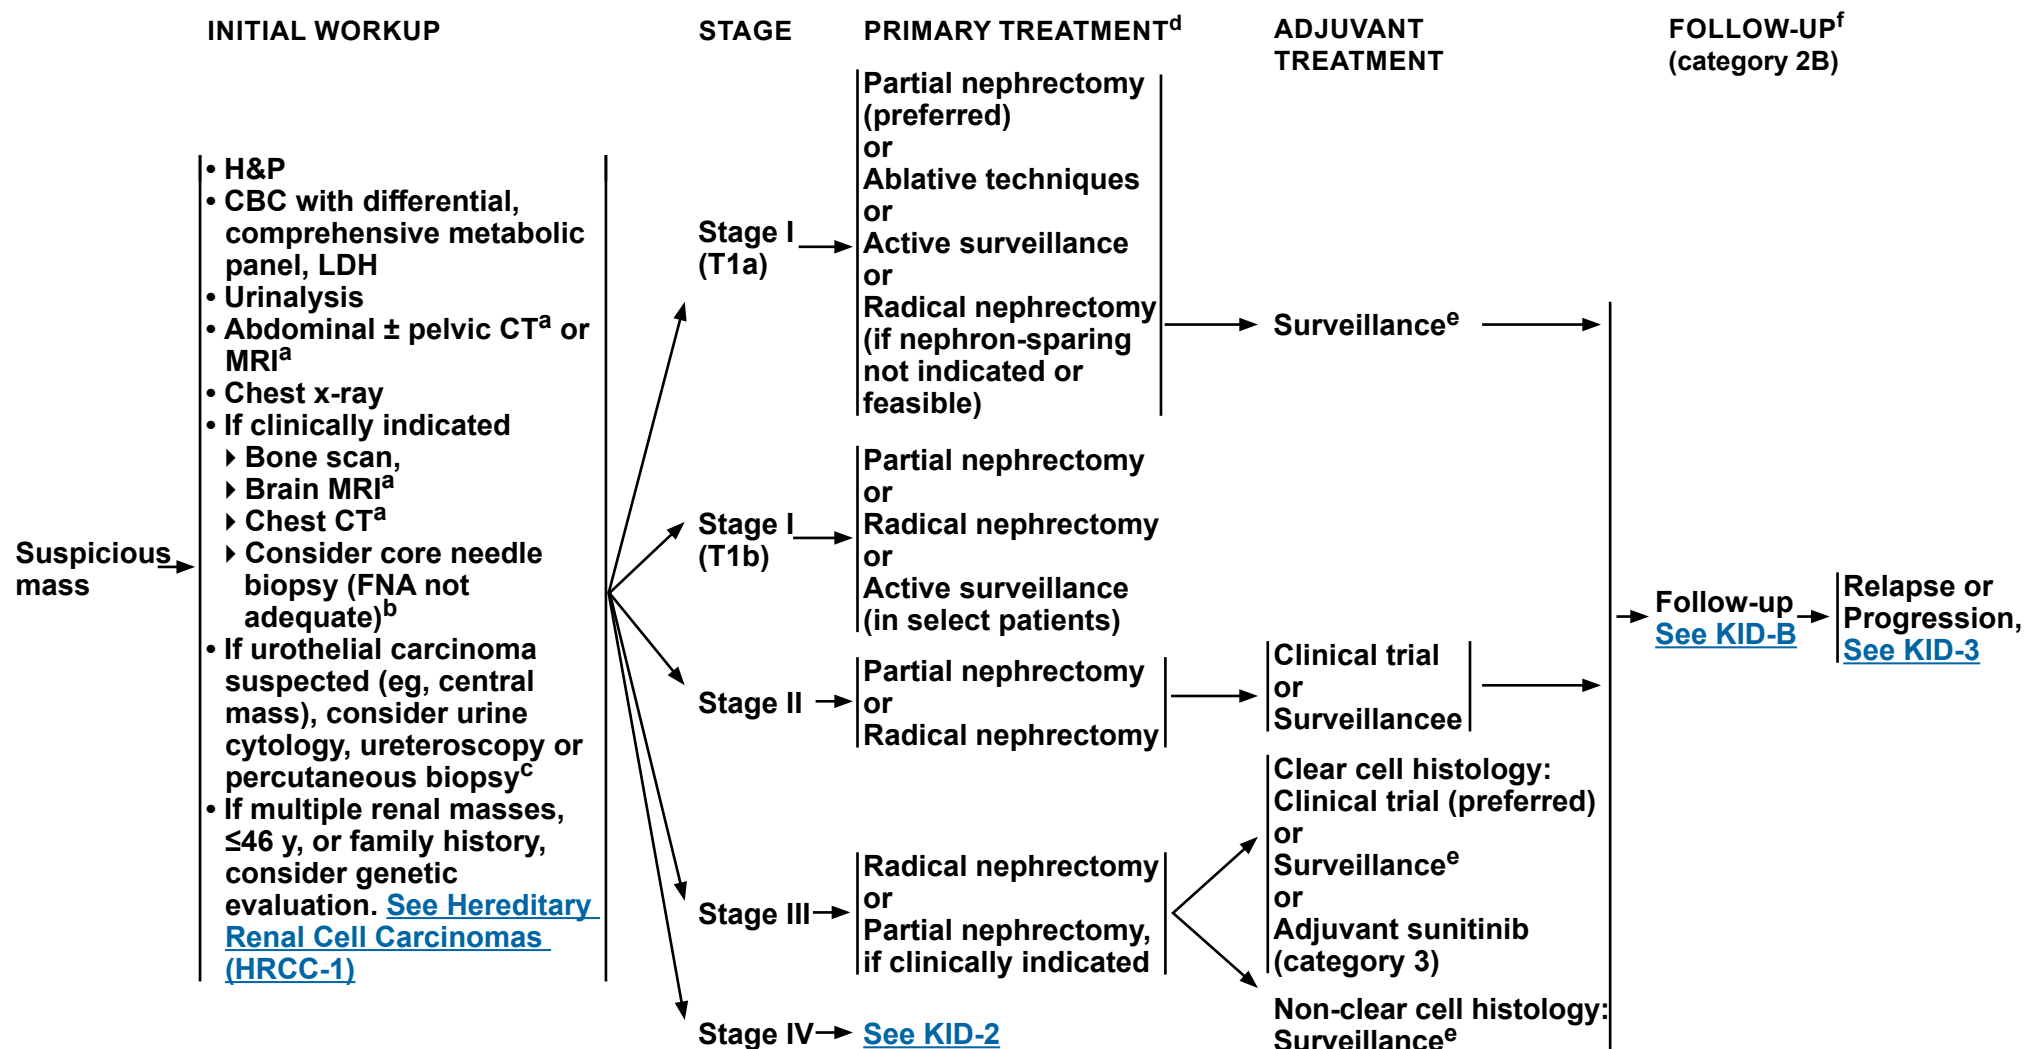 INITIAL WORKUP
STAGE
PRIMARY TREATMENTd
ADJUVANT
TREATMENT
FOLLOW-UPf
(category 2B)
Suspicious
mass
• H&P
• CBC with differential,
comprehensive metabolic
panel, LDH
• Urinalysis
• Abdominal ± pelvic CTa or
MRIa
• Chest x-ray
• If clinically indicated
▸ Bone scan,
▸ Brain MRIa
▸ Chest CTa
▸ Consider core needle
biopsy (FNA not
adequate)b
• If urothelial carcinoma
suspected (eg, central
mass), consider urine
cytology, ureteroscopy or
percutaneous biopsyc
• If multiple renal masses,
≤46 y, or family history,
consider genetic
evaluation. See Hereditary
Renal Cell Carcinomas
(HRCC-1)
Stage I
(T1a)
Partial nephrectomy
(preferred)
or
Ablative techniques
or
Active surveillance
or
Radical nephrectomy
(if nephron-sparing
not indicated or
feasible)
Surveillancee
Stage I
(T1b)
Partial nephrectomy
or
Radical nephrectomy
or
Active surveillance
(in select patients)
Stage II
Partial nephrectomy
or
Radical nephrectomy
Clinical trial
or
Surveillancee
Stage III
Radical nephrectomy
or
Partial nephrectomy,
if clinically indicated
Clear cell histology:
Clinical trial (preferred)
or
Surveillancee
or
Adjuvant sunitinib
(category 3)
Non-clear cell histology:
Surveillancee
Stage IV
See KID-2
Follow-up
See KID-B
Relapse or
Progression,
See KID-3